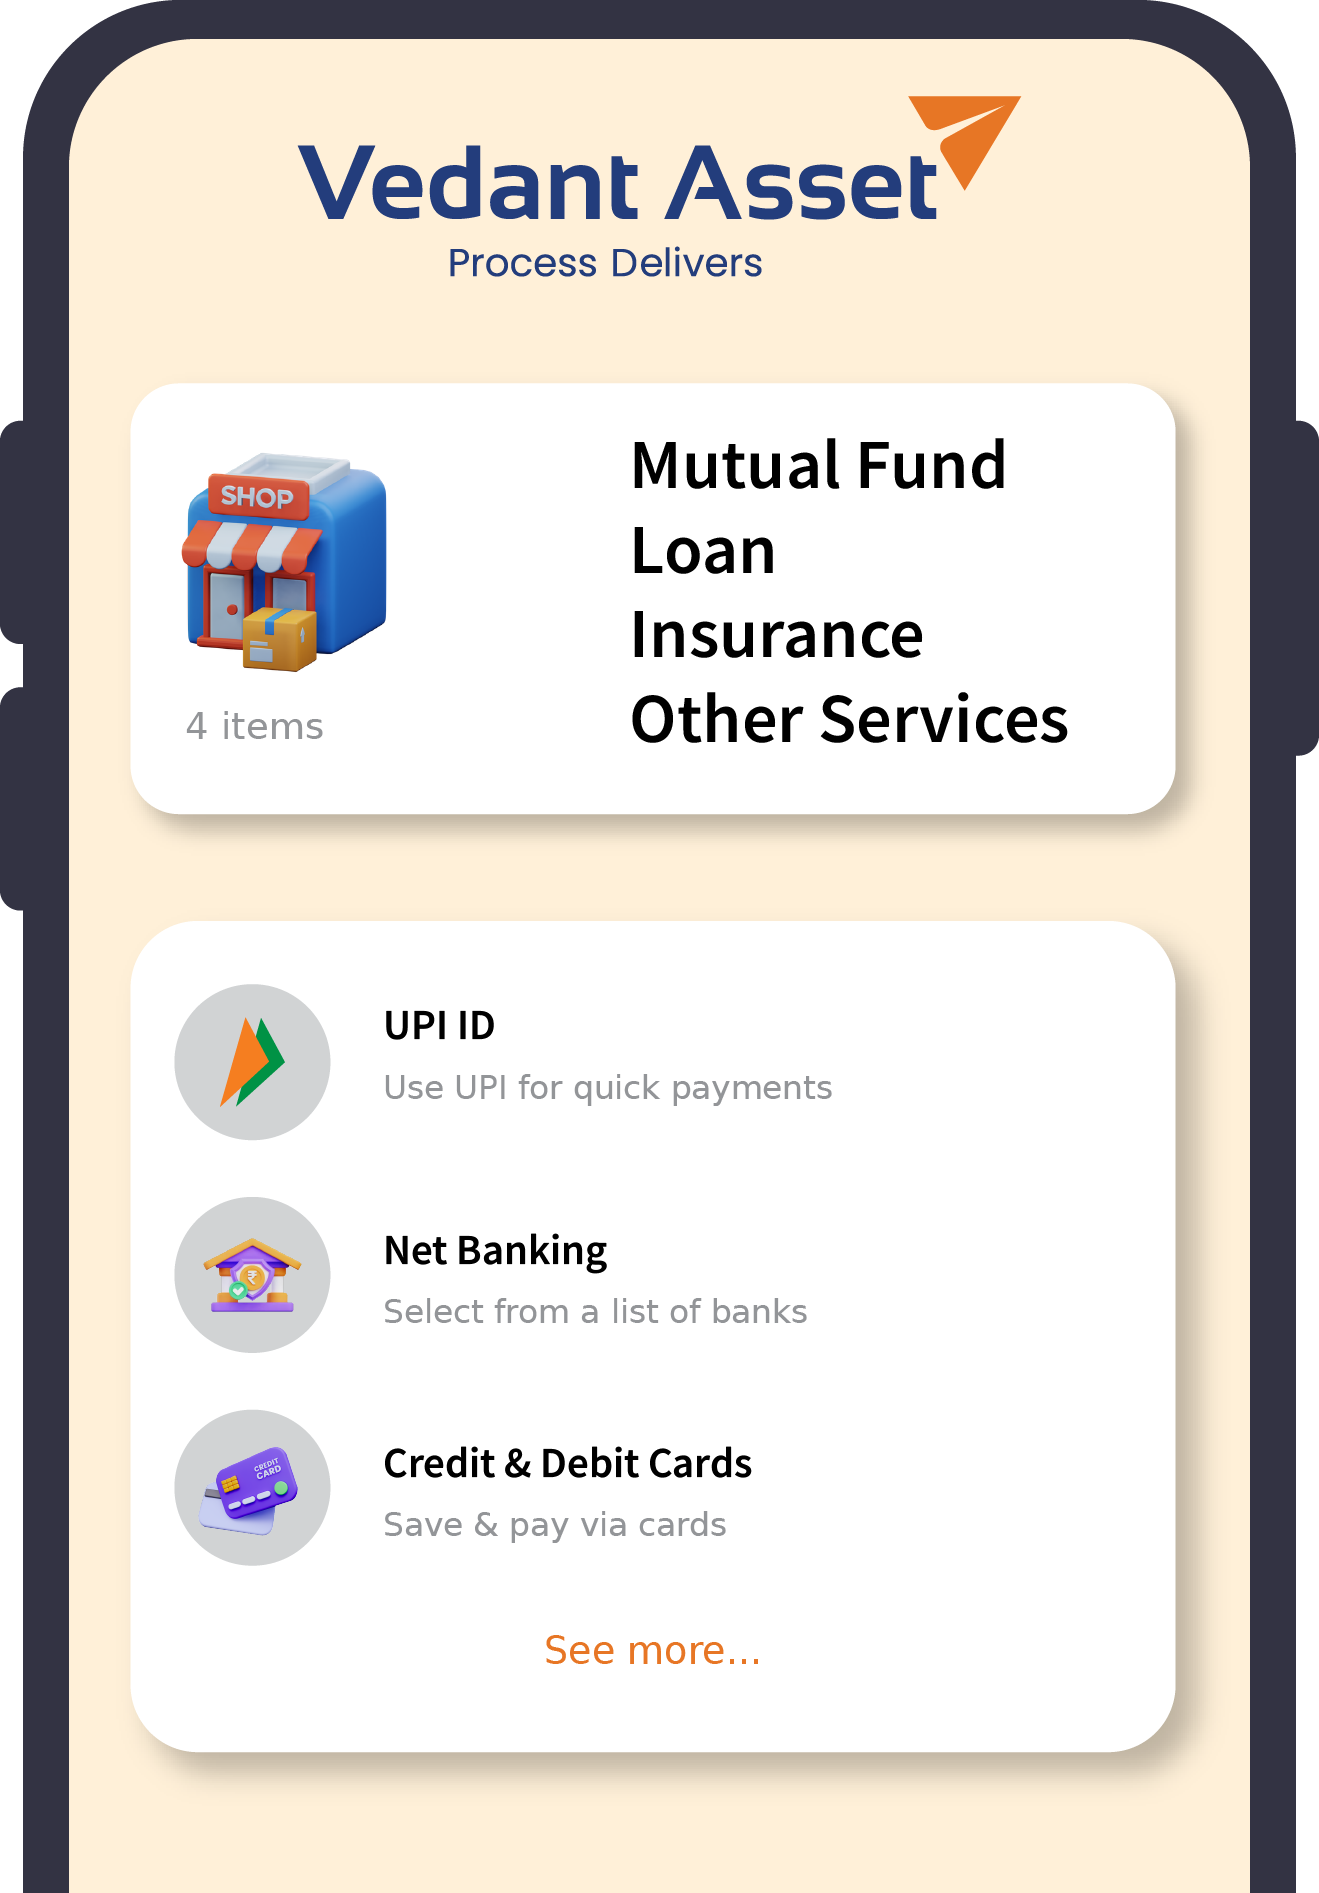 Vedant Asset
Process Delivers
SHOP
4 items
Mutual Fund
Loan
Insurance
Other Services
UPI ID
Use UPI for quick payments
₹
Net Banking
Select from a list of banks
CREDIT
CARD
Credit & Debit Cards
Save & pay via cards
See more...